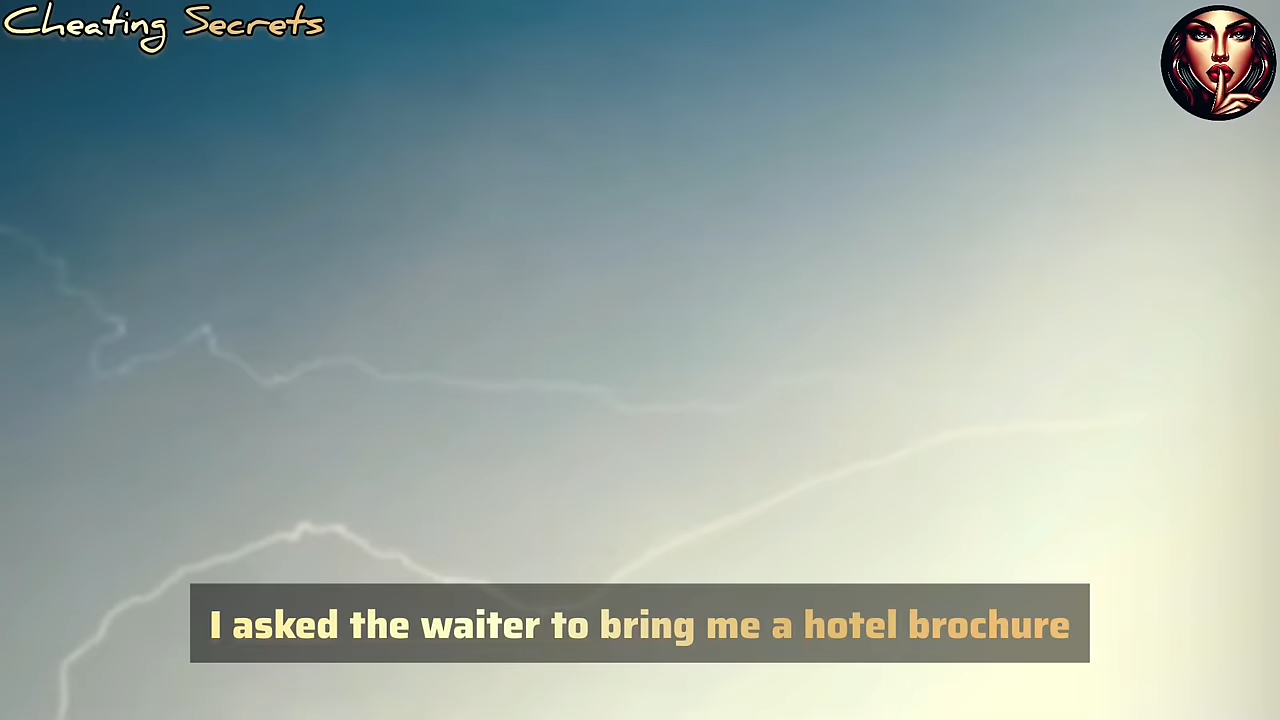 Cheating Secrets
I asked the waiter to bring me a hotel brochure